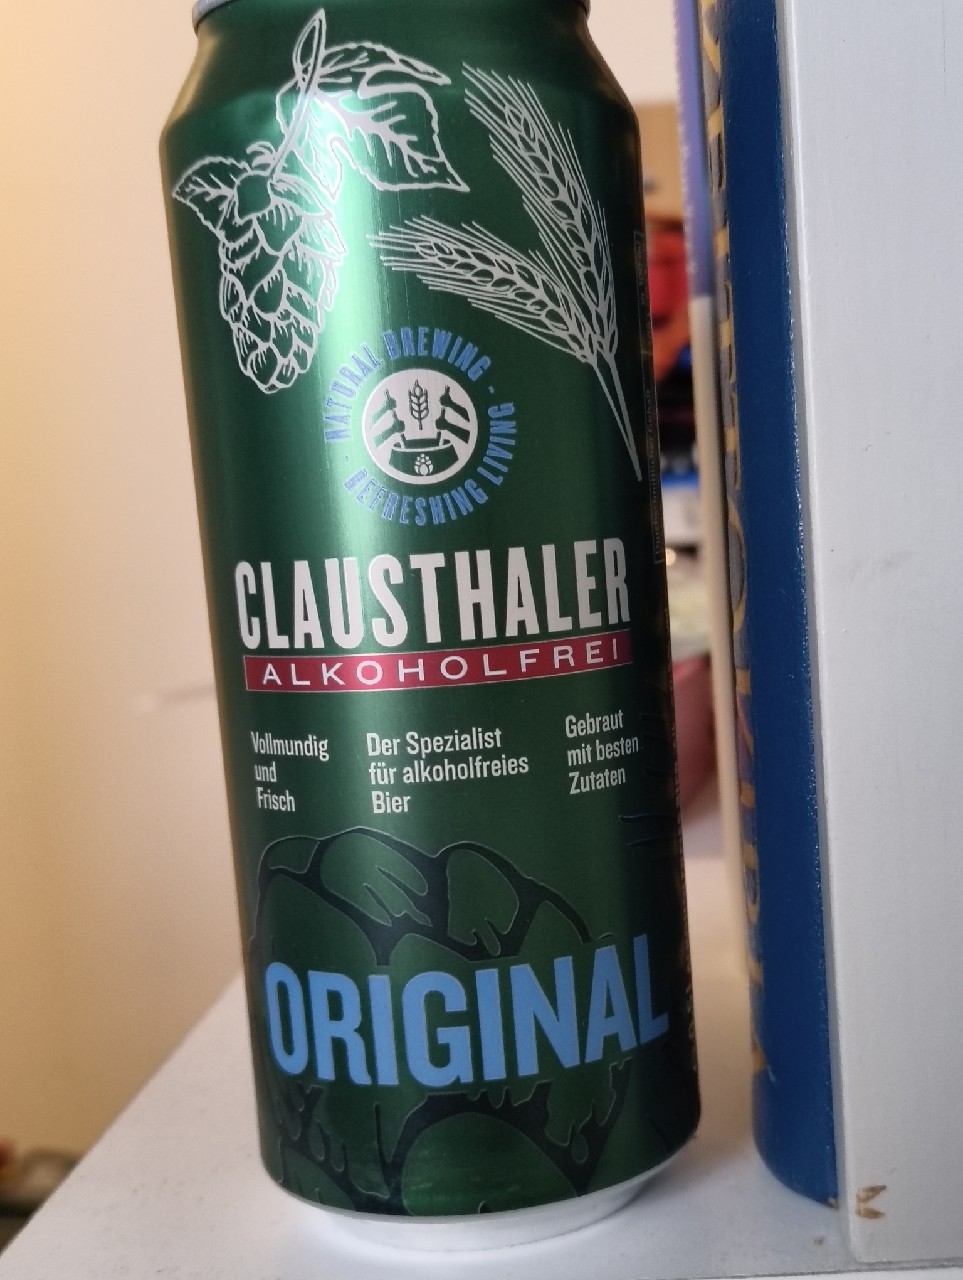 NATURAL BREWING -
REFRESHING LIVING -
CLAUSTHALER
ALKOHOLFREI
Vollmundig
und
Frisch
Der Spezialist
für alkoholfreies
Bier
Gebraut
mit besten
Zutaten
ORIGINAL